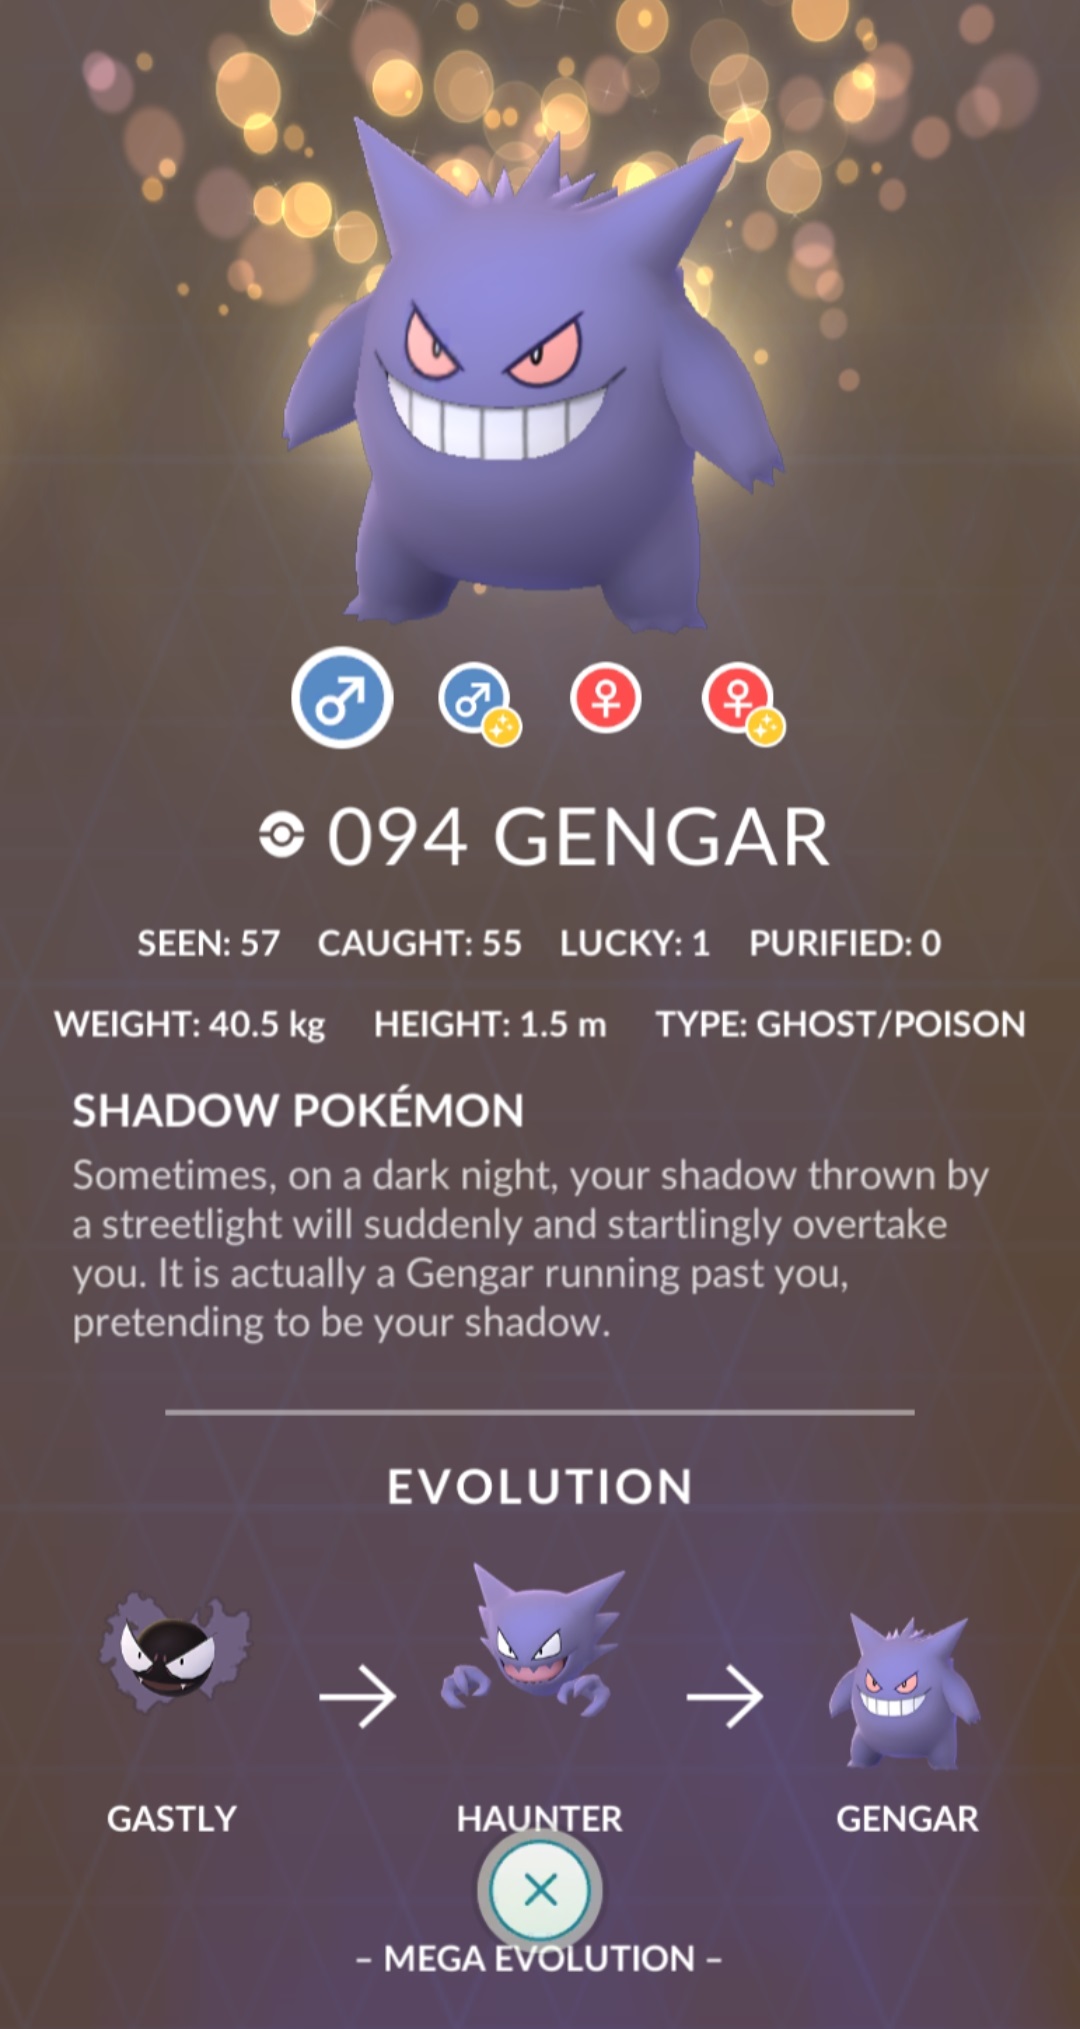 094 GENGAR
SEEN: 57 CAUGHT: 55 LUCKY: 1 PURIFIED: 0
WEIGHT: 40.5 kg HEIGHT: 1.5 m TYPE: GHOST/POISON
SHADOW POKÉMON
Sometimes, on a dark night, your shadow thrown by
a streetlight will suddenly and startlingly overtake
you. It is actually a Gengar running past you,
pretending to be your shadow.
EVOLUTION
GASTLY HAUNTER GENGAR
– MEGA EVOLUTION –